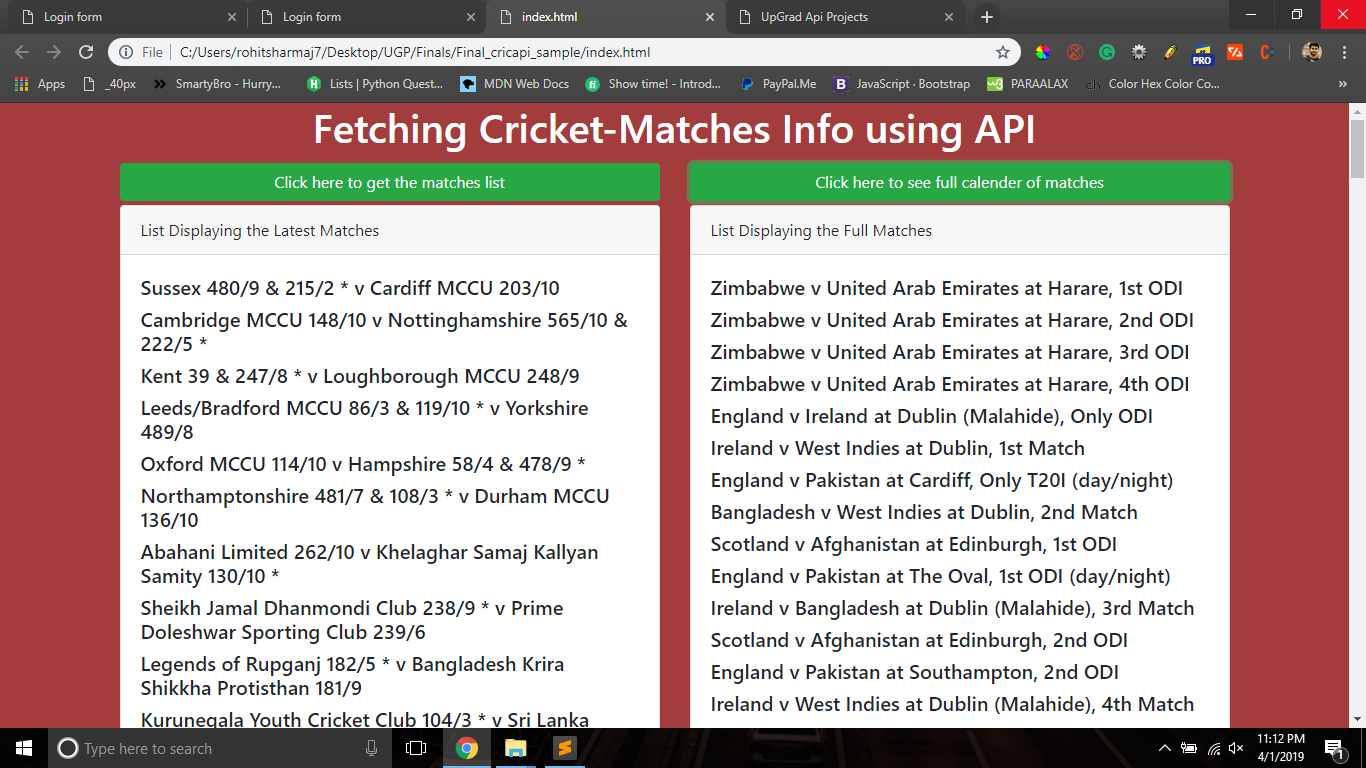 Login form
Login form
index.html
UpGrad Api Projects
File
C:/Users/rohitsharmaj7/Desktop/UGP/Finals/Final_cricapi_sample/index.html
PRO
Apps
_40px
SmartyBro - Hurry...
Lists | Python Quest...
MDN Web Docs
Show time! - Introd...
PayPal.Me
JavaScript · Bootstrap
PARAALAX
ch
Color Hex Color Co...
Fetching Cricket-Matches Info using API
Click here to get the matches list
Click here to see full calender of matches
List Displaying the Latest Matches
Sussex 480/9 & 215/2 * v Cardiff MCCU 203/10
Cambridge MCCU 148/10 v Nottinghamshire 565/10 &
222/5 *
Kent 39 & 247/8 * v Loughborough MCCU 248/9
Leeds/Bradford MCCU 86/3 & 119/10 * v Yorkshire
489/8
Oxford MCCU 114/10 v Hampshire 58/4 & 478/9 *
Northamptonshire 481/7 & 108/3 * v Durham MCCU
136/10
Abahani Limited 262/10 v Khelaghar Samaj Kallyan
Samity 130/10 *
Sheikh Jamal Dhanmondi Club 238/9 * v Prime
Doleshwar Sporting Club 239/6
Legends of Rupganj 182/5 * v Bangladesh Krira
Shikkha Protisthan 181/9
Kurunegala Youth Cricket Club 104/3 * v Sri Lanka
List Displaying the Full Matches
Zimbabwe v United Arab Emirates at Harare, 1st ODI
Zimbabwe v United Arab Emirates at Harare, 2nd ODI
Zimbabwe v United Arab Emirates at Harare, 3rd ODI
Zimbabwe v United Arab Emirates at Harare, 4th ODI
England v Ireland at Dublin (Malahide), Only ODI
Ireland v West Indies at Dublin, 1st Match
England v Pakistan at Cardiff, Only T20I (day/night)
Bangladesh v West Indies at Dublin, 2nd Match
Scotland v Afghanistan at Edinburgh, 1st ODI
England v Pakistan at The Oval, 1st ODI (day/night)
Ireland v Bangladesh at Dublin (Malahide), 3rd Match
Scotland v Afghanistan at Edinburgh, 2nd ODI
England v Pakistan at Southampton, 2nd ODI
Ireland v West Indies at Dublin (Malahide), 4th Match
Type here to search
11:12 PM
4/1/2019
1